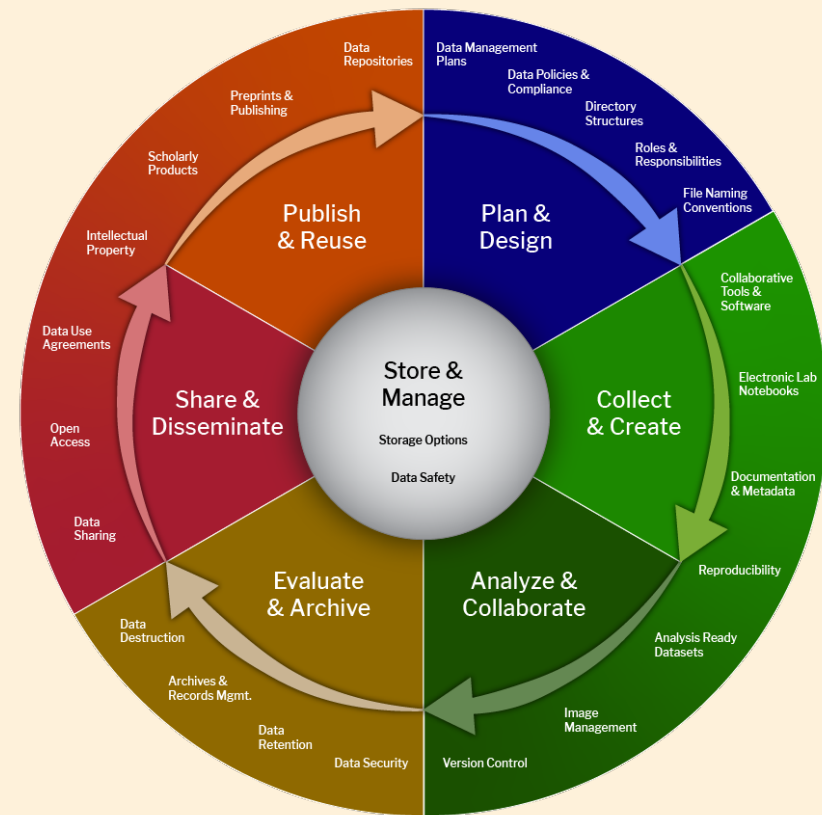 Data Management
Plans
Data Policies &
Compliance
Directory
Structures
Roles &
Responsibilities
File Naming
Conventions
Plan &
Design
Collaborative
Tools &
Software
Electronic Lab
Notebooks
Documentation
& Metadata
Reproducibility
Collect
& Create
Analysis Ready
Datasets
Image
Management
Version Control
Analyze &
Collaborate
Data Security
Data
Retention
Archives &
Records Mgmt.
Data
Destruction
Evaluate
& Archive
Data
Sharing
Open
Access
Data Use
Agreements
Share &
Disseminate
Intellectual
Property
Scholarly
Products
Preprints &
Publishing
Data
Repositories
Publish
& Reuse
Store &
Manage
Storage Options
Data Safety